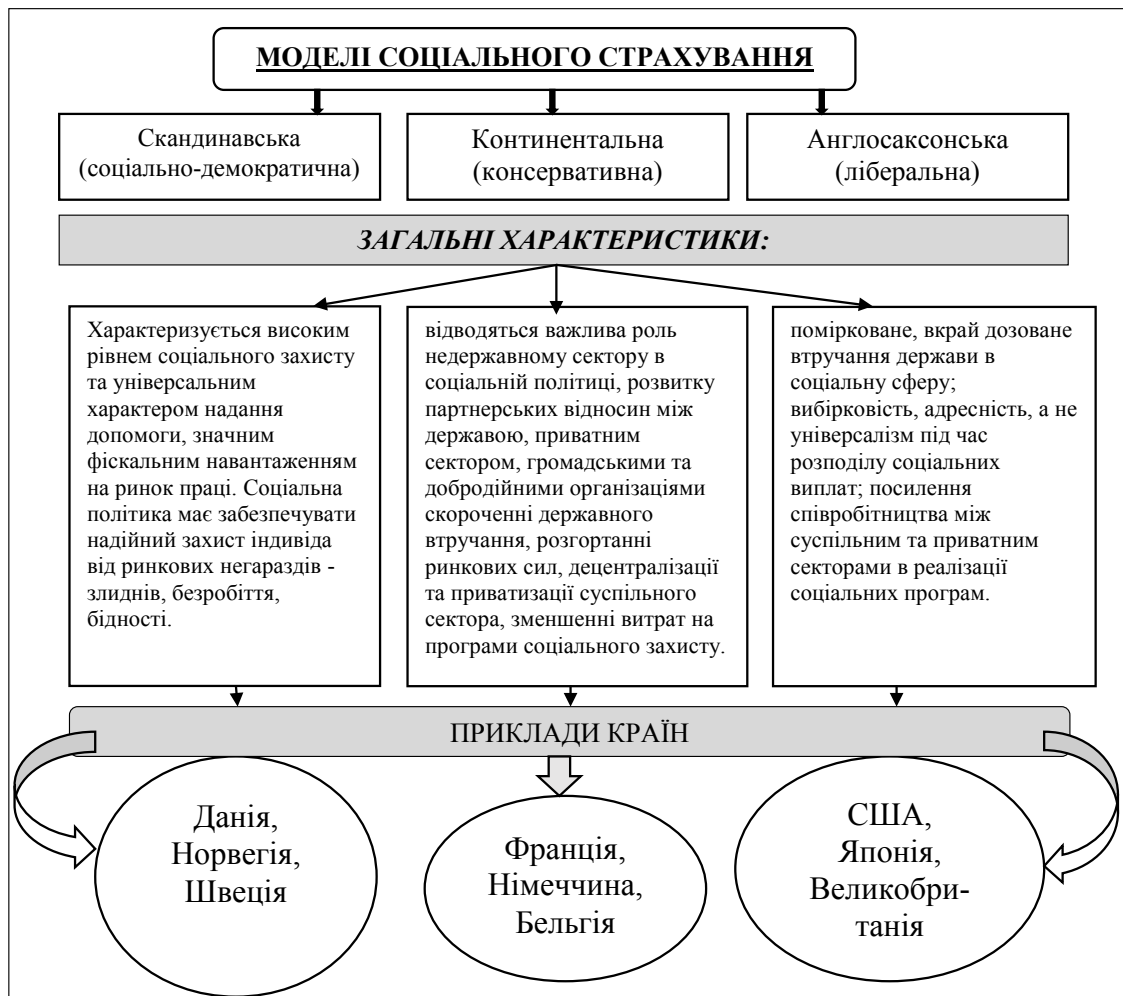 МОДЕЛІ СОЦІАЛЬНОГО СТРАХУВАННЯ
Скандинавська
(соціально-демократична)
Континентальна
(консервативна)
Англосаксонська
(ліберальна)
ЗАГАЛЬНІ ХАРАКТЕРИСТИКИ:
Характеризується високим
рівнем соціального захисту
та універсальним
характером надання
допомоги, значним
фіскальним навантаженням
на ринок праці. Соціальна
політика має забезпечувати
надійний захист індивіда
від ринкових негараздів -
злиднів, безробіття,
бідності.
відводяться важлива роль
недержавному сектору в
соціальній політиці, розвитку
партнерських відносин між
державою, приватним
сектором, громадськими та
добродійними організаціями
скороченні державного
втручання, розгортанні
ринкових сил, децентралізації
та приватизації суспільного
сектора, зменшенні витрат на
програми соціального захисту.
помірковане, вкрай дозоване
втручання держави в
соціальну сферу;
вибірковість, адресність, а не
універсалізм під час
розподілу соціальних
виплат; посилення
співробітництва між
суспільним та приватним
секторами в реалізації
соціальних програм.
ПРИКЛАДИ КРАЇН
Данія,
Норвегія,
Швеція
Франція,
Німеччина,
Бельгія
США,
Японія,
Великобри-
танія